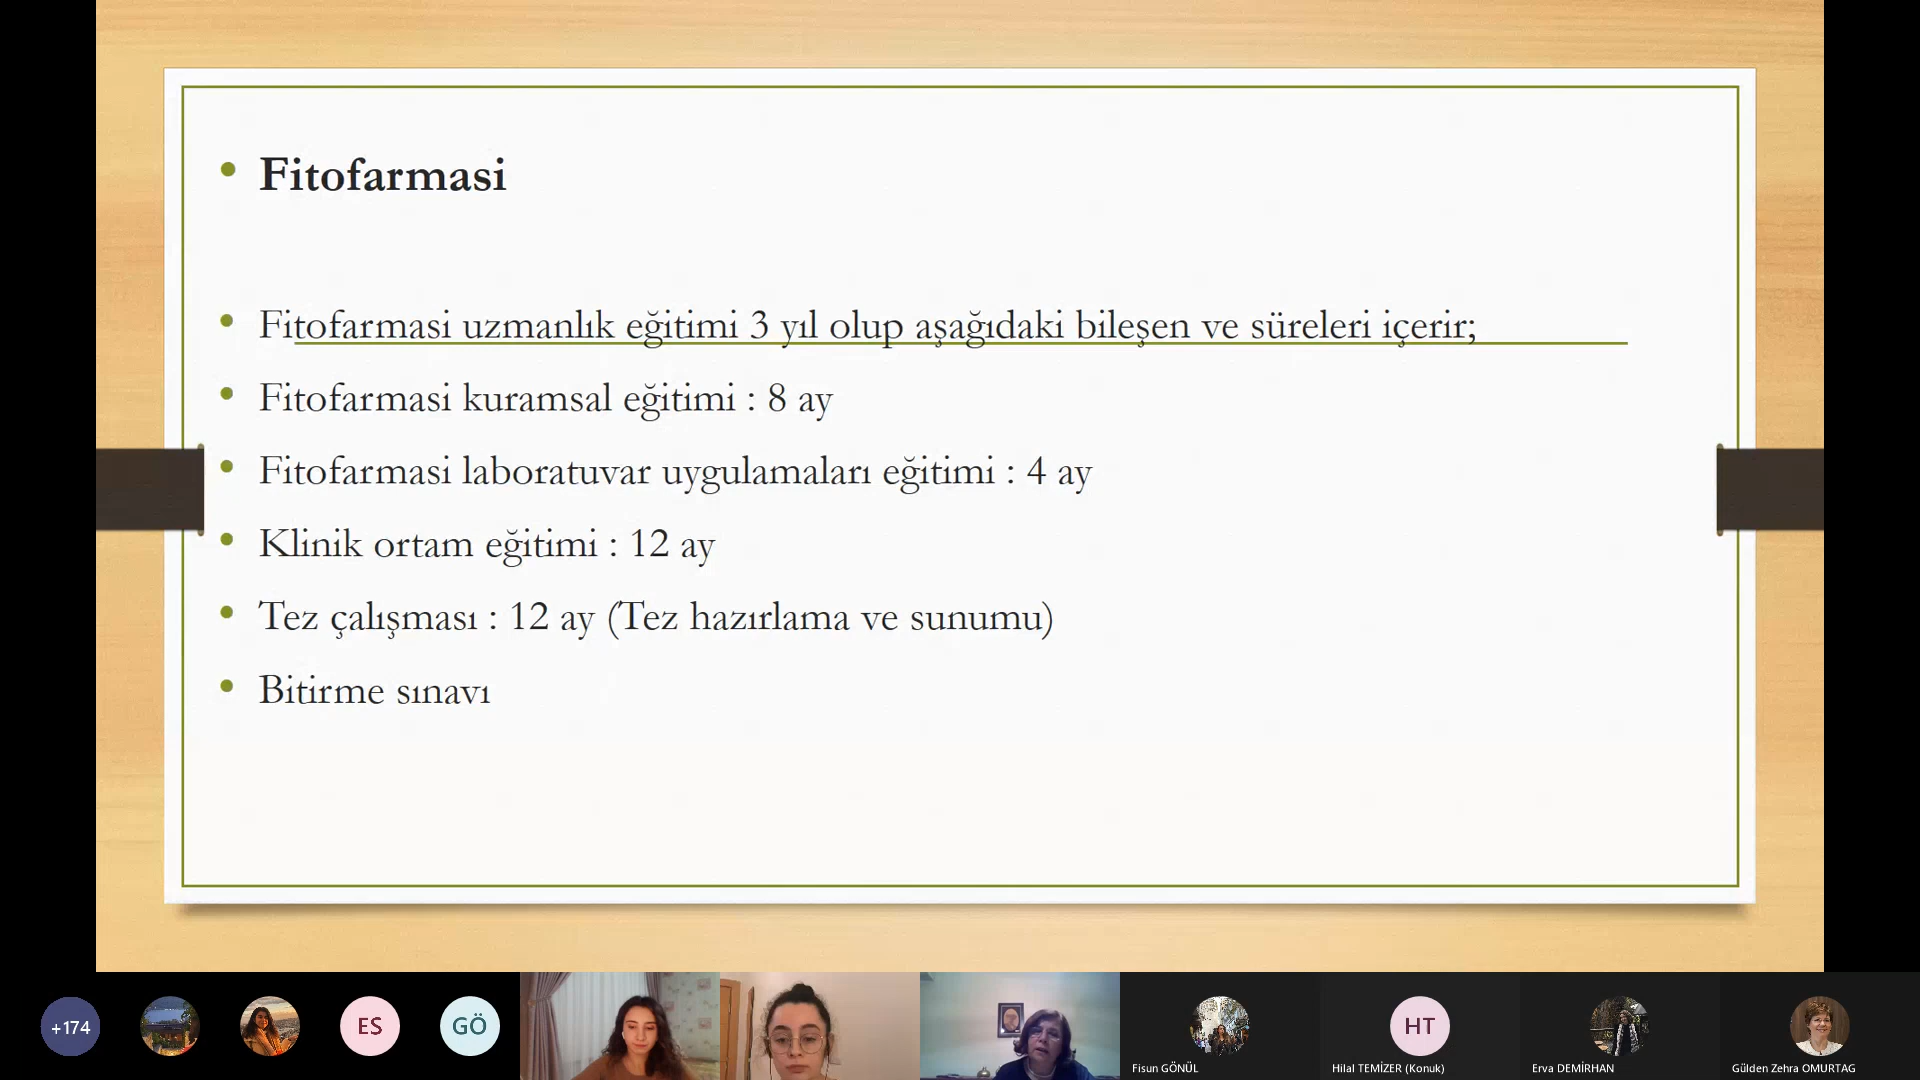 Fitofarmasi
Fitofarmasi uzmanlık eğitimi 3 yıl olup aşağıdaki bileşen ve süreleri içerir;
Fitofarmasi kuramsal eğitimi : 8 ay
Fitofarmasi laboratuvar uygulamaları eğitimi : 4 ay
Klinik ortam eğitimi : 12 ay
Tez çalışması : 12 ay (Tez hazırlama ve sunumu)
Bitirme sınavı
+174
ES
GÖ
HT
Fisun GÖNÜL
Hilal TEMİZER (Konuk)
Erva DEMİRHAN
Gülden Zehra OMURTAG